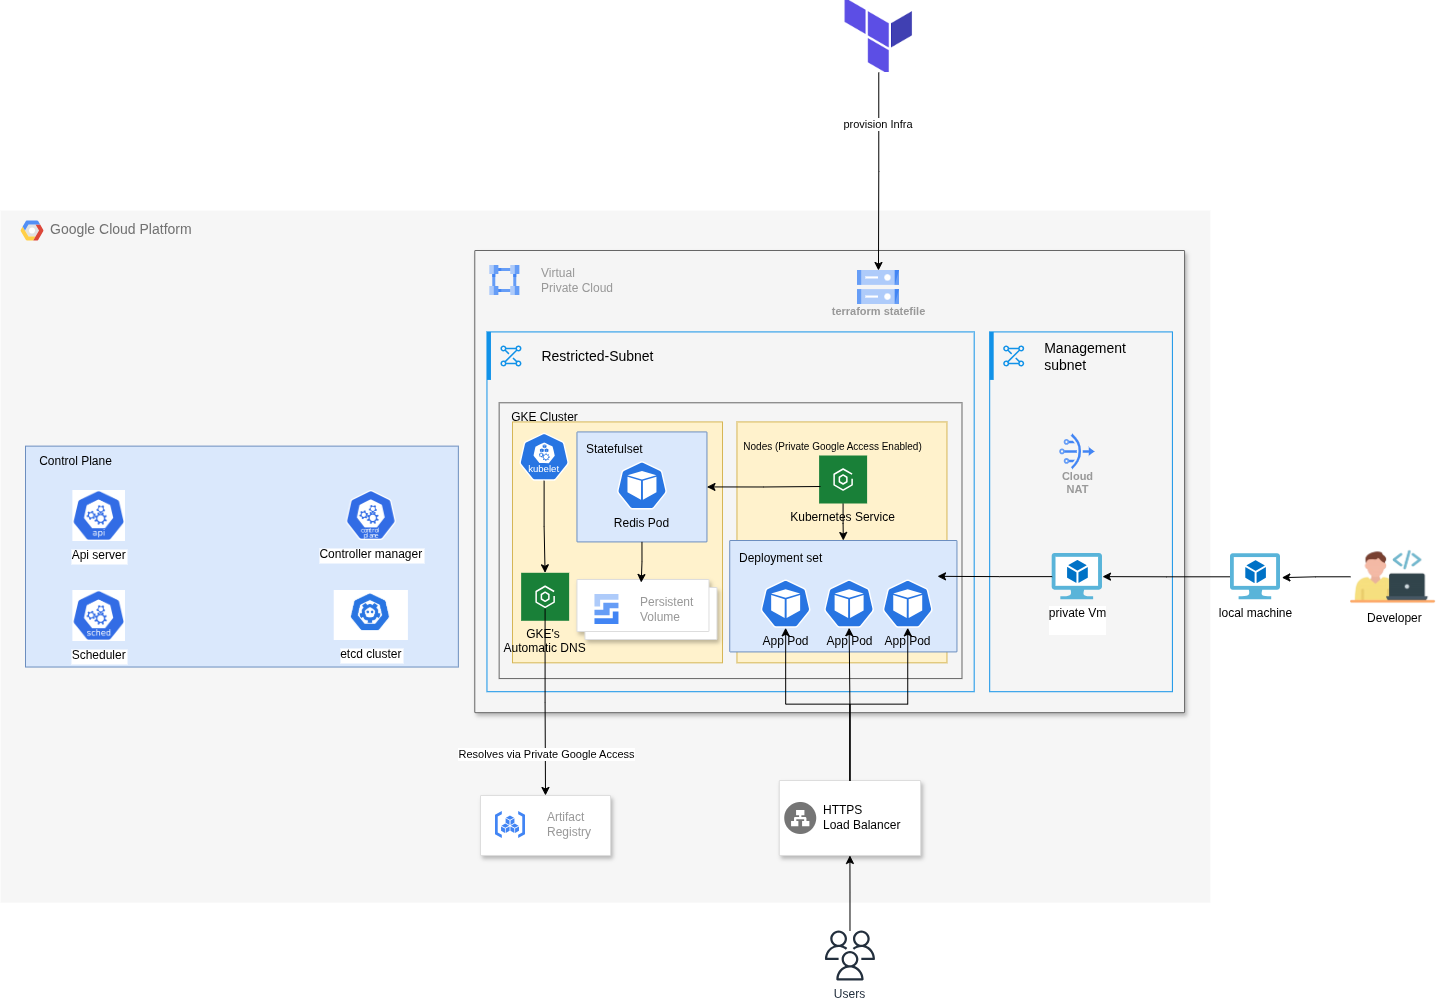 provision Infra
Google Cloud Platform
Virtual
Private Cloud
terraform statefile
Restricted-Subnet
Management
subnet
GKE Cluster
Nodes (Private Google Access Enabled)
kubelet
Statefulset
Redis Pod
Kubernetes Service
Cloud
NAT
Control Plane
api
Api server
control
plane
Controller manager
sched
Scheduler
etcd cluster
Deployment set
App Pod
App Pod
App Pod
Persistent
Volume
GKE's
Automatic DNS
private Vm
local machine
Developer
Resolves via Private Google Access
Artifact
Registry
HTTPS
Load Balancer
Users